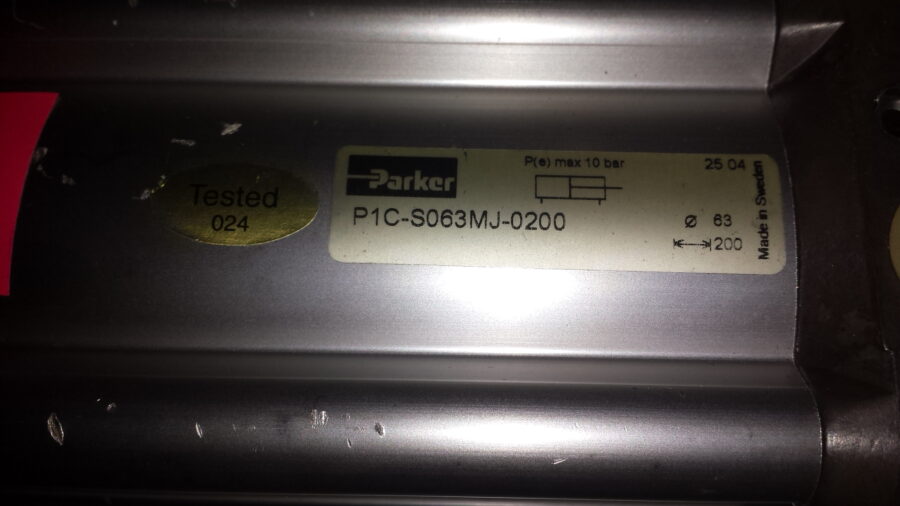 Tested
024
Parker
P(e) max 10 bar
25 04
P1C-S063MJ-0200
Ø 63
200
Made in Sweden